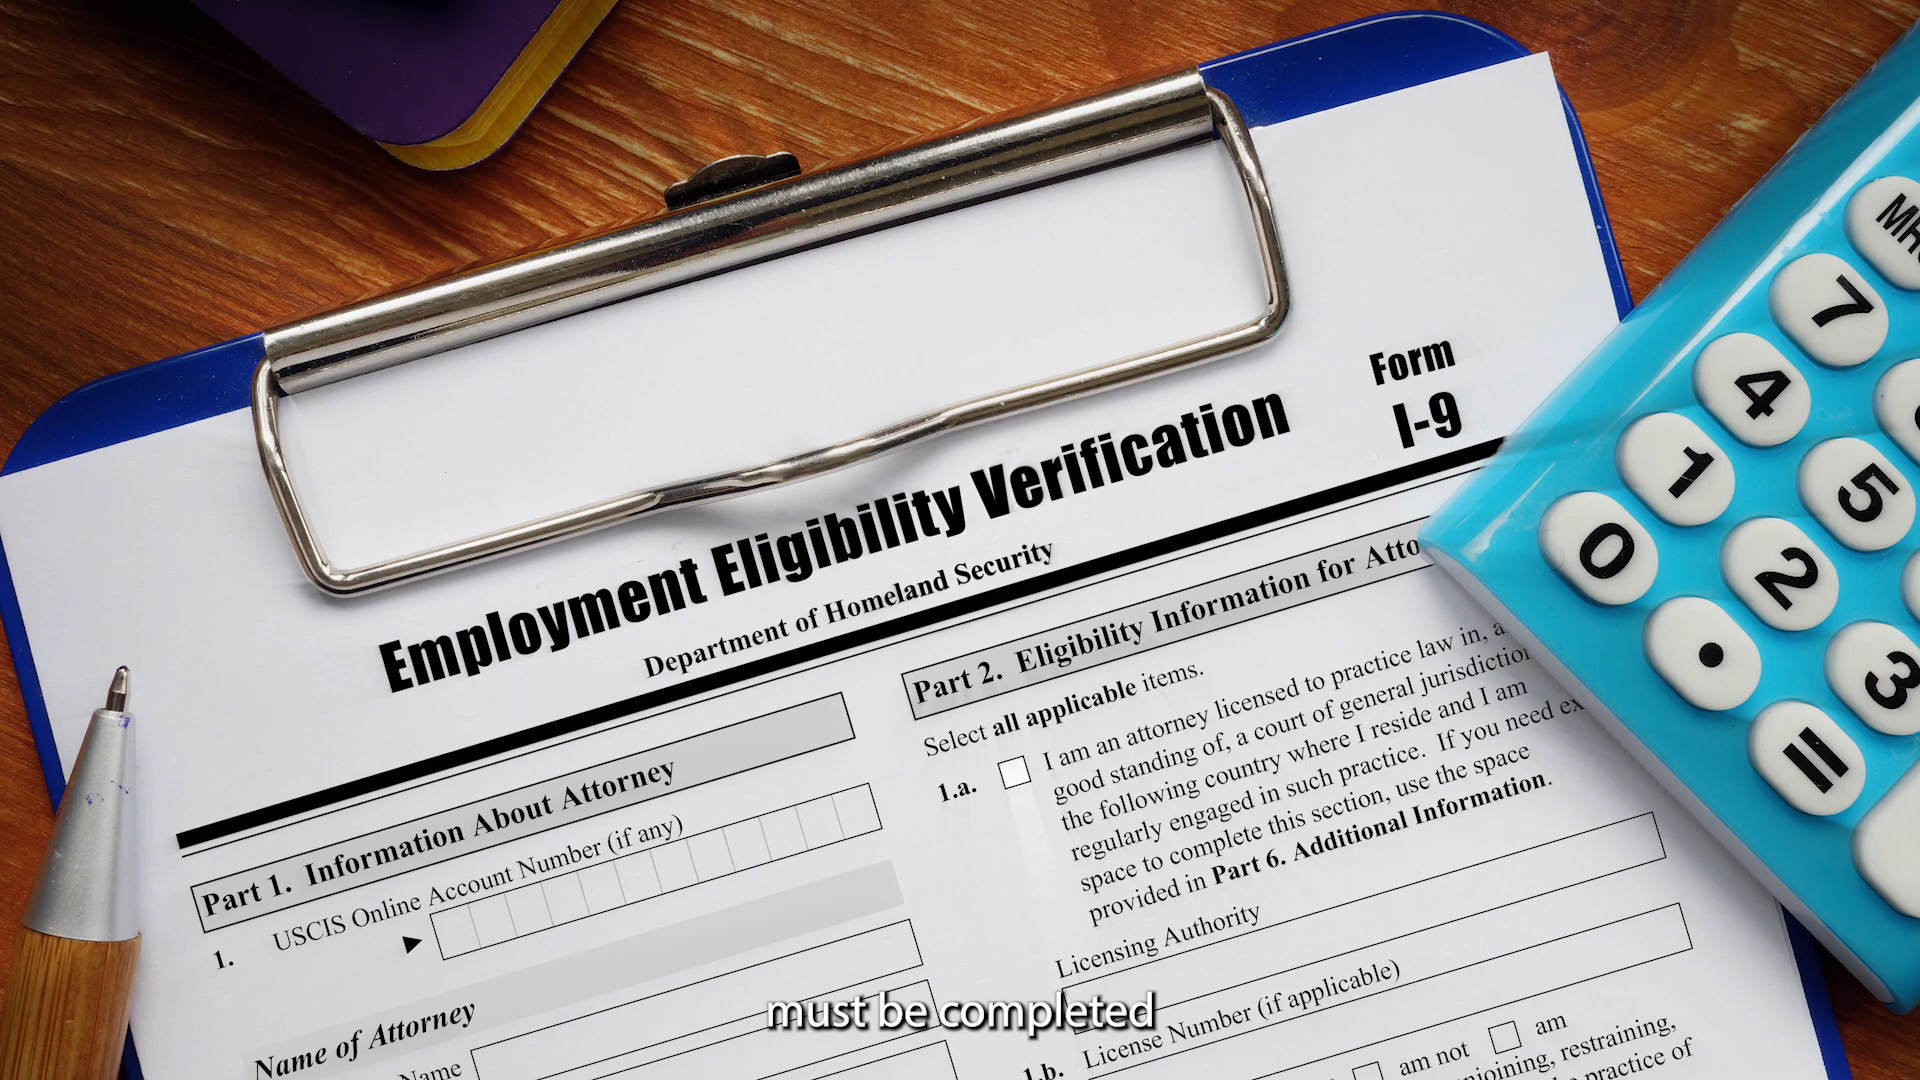 Employment Eligibility Verification
Department of Homeland Security
Form
I-9
Part 1. Information About Attorney
1. USCIS Online Account Number (if any)
Name of Attorney
Name
Part 2. Eligibility Information for
Select all applicable items.
1.a. I am an attorney licensed to practice law in,
good standing of, a court of general
the following country where I reside and I am
regularly engaged in such practice. If you need
space to complete this section, use the space
provided in Part 6. Additional Information.
Licensing Authority
License Number (if applicable)
1.b. am not am
restraining,
practice of
7
4
1 5
0 2
. 3
=
must be completed